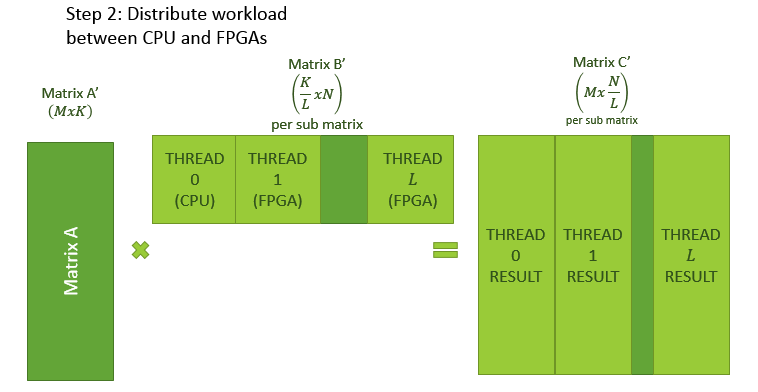 Step 2: Distribute workload
between CPU and FPGAs
Matrix A’
(MxK)
Matrix B’
(K/L xN)
per sub matrix
Matrix C’
(Mx N/L)
per sub matrix
Matrix A
THREAD
0
(CPU)
THREAD
1
(FPGA)
THREAD
L
(FPGA)
THREAD
0
RESULT
THREAD
1
RESULT
THREAD
L
RESULT